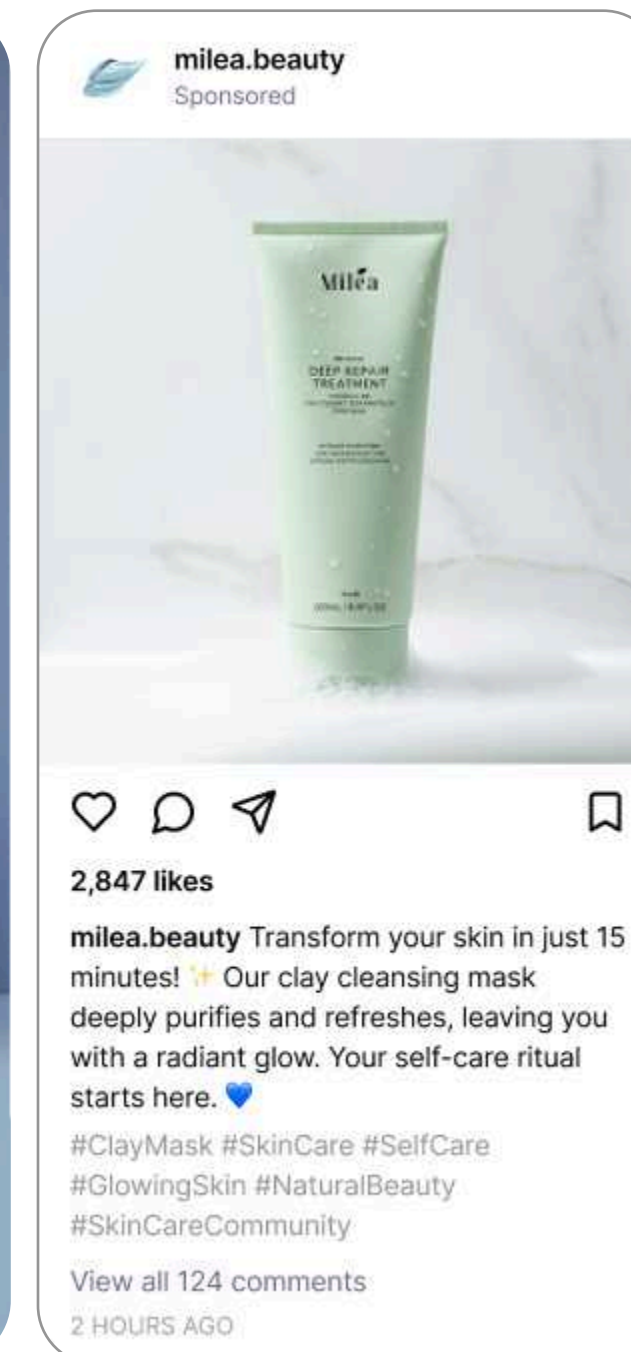 milea.beauty
Sponsored
Miléa
DEEP REPAIR
TREATMENT
2,847 likes
milea.beauty Transform your skin in just 15
minutes! ✨ Our clay cleansing mask
deeply purifies and refreshes, leaving you
with a radiant glow. Your self-care ritual
starts here. 💙
#ClayMask #SkinCare #SelfCare
#GlowingSkin #NaturalBeauty
#SkinCareCommunity
View all 124 comments
2 HOURS AGO